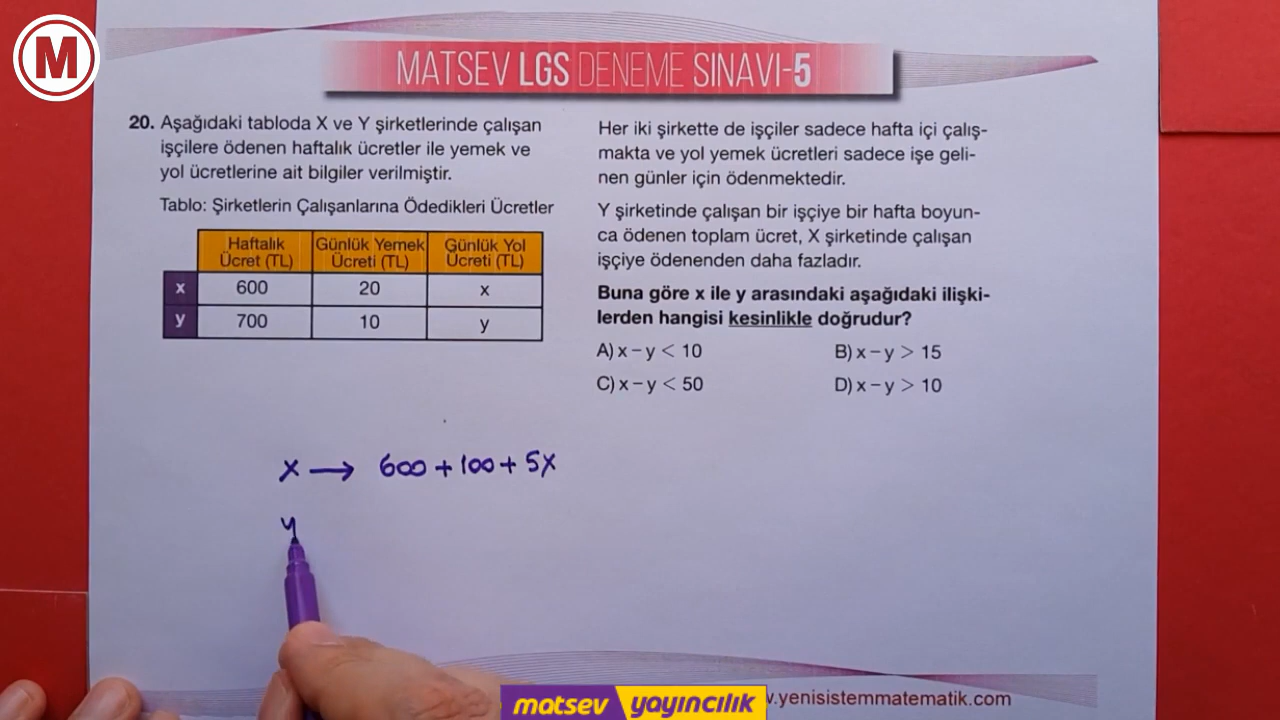 M
MATSEV LGS DENEME SINAVI-5
20. Aşağıdaki tabloda X ve Y şirketlerinde çalışan
işçilere ödenen haftalık ücretler ile yemek ve
yol ücretlerine ait bilgiler verilmiştir.
Tablo: Şirketlerin Çalışanlarına Ödedikleri Ücretler
Haftalık Ücret (TL) Günlük Yemek Ücreti (TL) Günlük Yol Ücreti (TL)
x 600 20 x
y 700 10 y
Her iki şirkette de işçiler sadece hafta içi çalış-
makta ve yol yemek ücretleri sadece işe geli-
nen günler için ödenmektedir.
Y şirketinde çalışan bir işçiye bir hafta boyun-
ca ödenen toplam ücret, X şirketinde çalışan
işçiye ödenenden daha fazladır.
Buna göre x ile y arasındaki aşağıdaki ilişki-
lerden hangisi kesinlikle doğrudur?
A) x – y < 10 B) x – y > 15
C) x – y < 50 D) x – y > 10
x → 600 + 100 + 5x
y
matsev yayıncılık
w.yenisistemmatematik.com